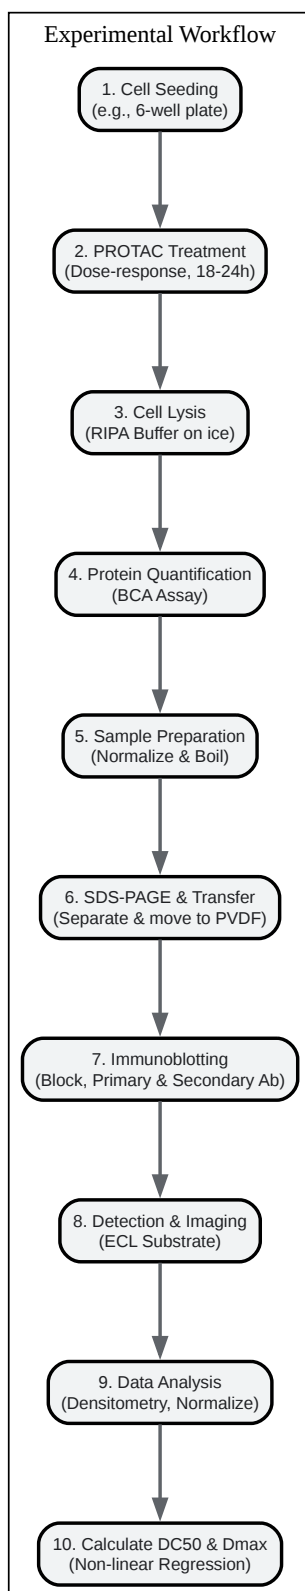 Experimental Workflow
1. Cell Seeding
(e.g., 6-well plate)
2. PROTAC Treatment
(Dose-response, 18-24h)
3. Cell Lysis
(RIPA Buffer on ice)
4. Protein Quantification
(BCA Assay)
5. Sample Preparation
(Normalize & Boil)
6. SDS-PAGE & Transfer
(Separate & move to PVDF)
7. Immunoblotting
(Block, Primary & Secondary Ab)
8. Detection & Imaging
(ECL Substrate)
9. Data Analysis
(Densitometry, Normalize)
10. Calculate DC50 & Dmax
(Non-linear Regression)